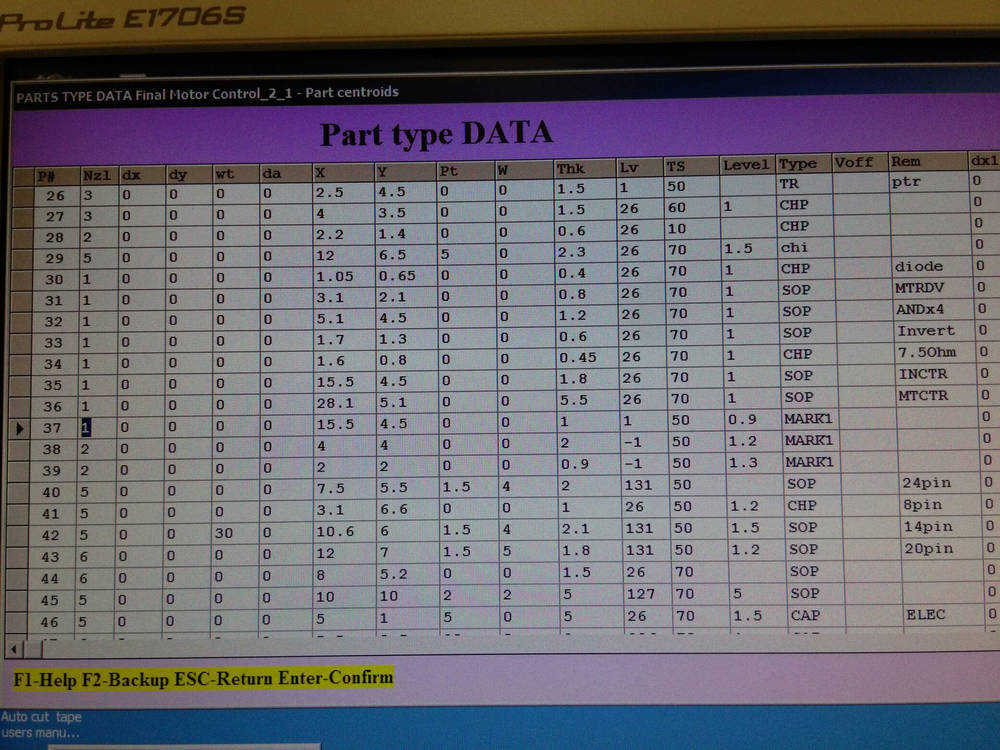 ProLite E1706S
PARTS TYPE DATA Final Motor Control_2_1 - Part centroids
Part type DATA
P# Nzl dx dy wt da X Y Pt W Thk Lv TS Level Type Voff Rem dx1
26 3 0 0 0 0 2.5 4.5 0 0 1.5 1 50 TR ptr 0
27 3 0 0 0 0 4 3.5 0 0 1.5 26 60 1 CHP 0
28 2 0 0 0 0 2.2 1.4 0 0 0.6 26 10 CHP 0
29 5 0 0 0 0 12 6.5 5 0 2.3 26 70 1.5 chi 0
30 1 0 0 0 0 1.05 0.65 0 0 0.4 26 70 1 CHP diode 0
31 1 0 0 0 0 3.1 2.1 0 0 0.8 26 70 1 SOP MTRDV 0
32 1 0 0 0 0 5.1 4.5 0 0 1.2 26 70 1 SOP ANDx4 0
33 1 0 0 0 0 1.7 1.3 0 0 0.6 26 70 1 SOP Invert 0
34 1 0 0 0 0 1.6 0.8 0 0 0.45 26 70 1 CHP 7.5Ohm 0
35 1 0 0 0 0 15.5 4.5 0 0 1.8 26 70 1 SOP INCTR 0
36 1 0 0 0 0 28.1 5.1 0 0 5.5 26 70 1 SOP MTCTR 0
37 1 0 0 0 0 15.5 4.5 0 0 1 1 50 0.9 MARK1 0
38 2 0 0 0 0 4 4 0 0 2 -1 50 1.2 MARK1 0
39 2 0 0 0 0 2 2 0 0 0.9 -1 50 1.3 MARK1 0
40 5 0 0 0 0 7.5 5.5 1.5 4 2 131 50 SOP 24pin 0
41 5 0 0 0 0 3.1 6.6 0 0 1 26 50 1.2 CHP 8pin 0
42 5 0 0 30 0 10.6 6 1.5 4 2.1 131 50 1.5 SOP 14pin 0
43 6 0 0 0 0 12 7 1.5 5 1.8 131 50 1.2 SOP 20pin 0
44 6 0 0 0 0 8 5.2 0 0 1.5 26 70 SOP 0
45 5 0 0 0 0 10 10 2 2 5 127 70 5 SOP 0
46 5 0 0 0 0 5 1 5 0 5 26 70 1.5 CAP ELEC 0
F1-Help F2-Backup ESC-Return Enter-Confirm
Auto cut tape
users manu...